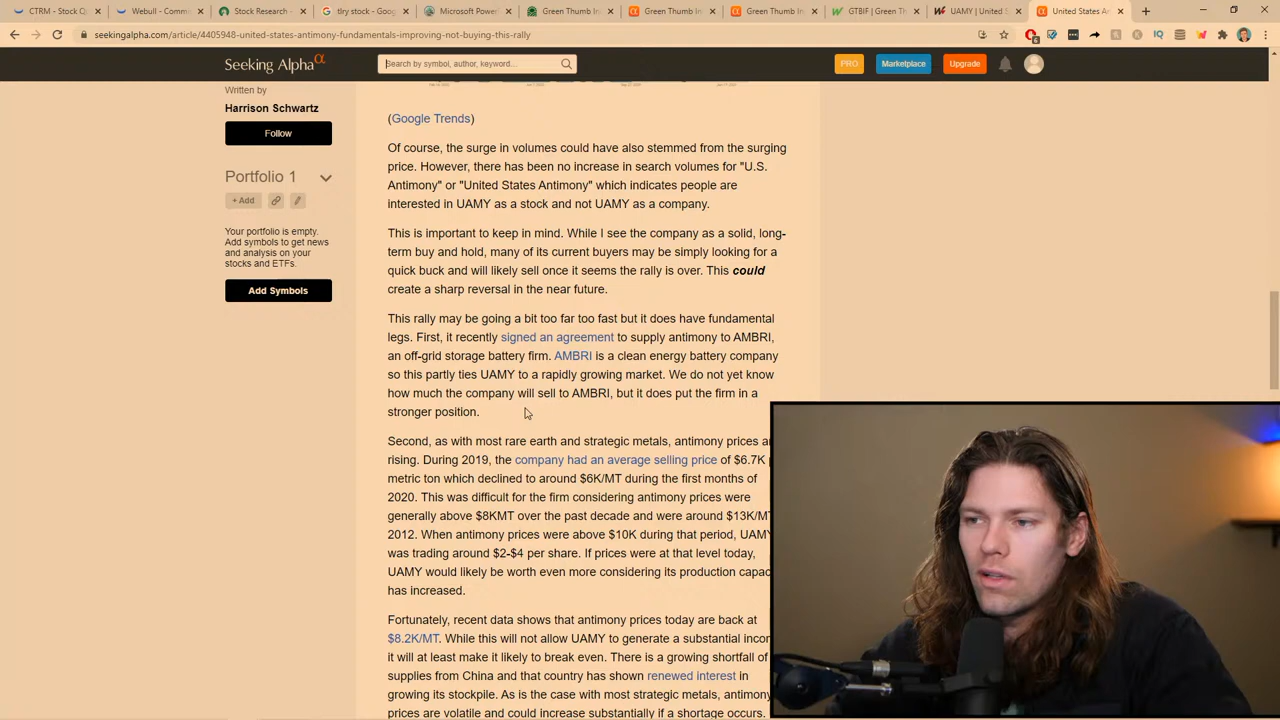 CTRM – Stock Q
Webull - Comm
Stock Research -
tlry stock - Goog
Microsoft Power
Green Thumb In
Green Thumb In
Green Thumb In
GTBIF | Green Th
UAMY | United S
United States A
seekingalpha.com/article/4405948-united-states-antimony-fundamentals-improving-not-buying-this-rally
Seeking Alpha α
Search by symbol, author, keyword...
PRO
Marketplace
Upgrade
Written by
Harrison Schwartz
Follow
Portfolio 1
+ Add
Your portfolio is empty.
Add symbols to get news
and analysis on your
stocks and ETFs.
Add Symbols
(Google Trends)
Of course, the surge in volumes could have also stemmed from the surging
price. However, there has been no increase in search volumes for "U.S.
Antimony" or "United States Antimony" which indicates people are
interested in UAMY as a stock and not UAMY as a company.
This is important to keep in mind. While I see the company as a solid, long-
term buy and hold, many of its current buyers may be simply looking for a
quick buck and will likely sell once it seems the rally is over. This could
create a sharp reversal in the near future.
This rally may be going a bit too far too fast but it does have fundamental
legs. First, it recently signed an agreement to supply antimony to AMBRI,
an off-grid storage battery firm. AMBRI is a clean energy battery company
so this partly ties UAMY to a rapidly growing market. We do not yet know
how much the company will sell to AMBRI, but it does put the firm in a
stronger position.
Second, as with most rare earth and strategic metals, antimony prices a
rising. During 2019, the company had an average selling price of $6.7K
metric ton which declined to around $6K/MT during the first months of
2020. This was difficult for the firm considering antimony prices were
generally above $8KMT over the past decade and were around $13K/MT
2012. When antimony prices were above $10K during that period, UAMY
was trading around $2-$4 per share. If prices were at that level today,
UAMY would likely be worth even more considering its production capac
has increased.
Fortunately, recent data shows that antimony prices today are back at
$8.2K/MT. While this will not allow UAMY to generate a substantial incom
it will at least make it likely to break even. There is a growing shortfall of
supplies from China and that country has shown renewed interest in
growing its stockpile. As is the case with most strategic metals, antimony
prices are volatile and could increase substantially if a shortage occurs.